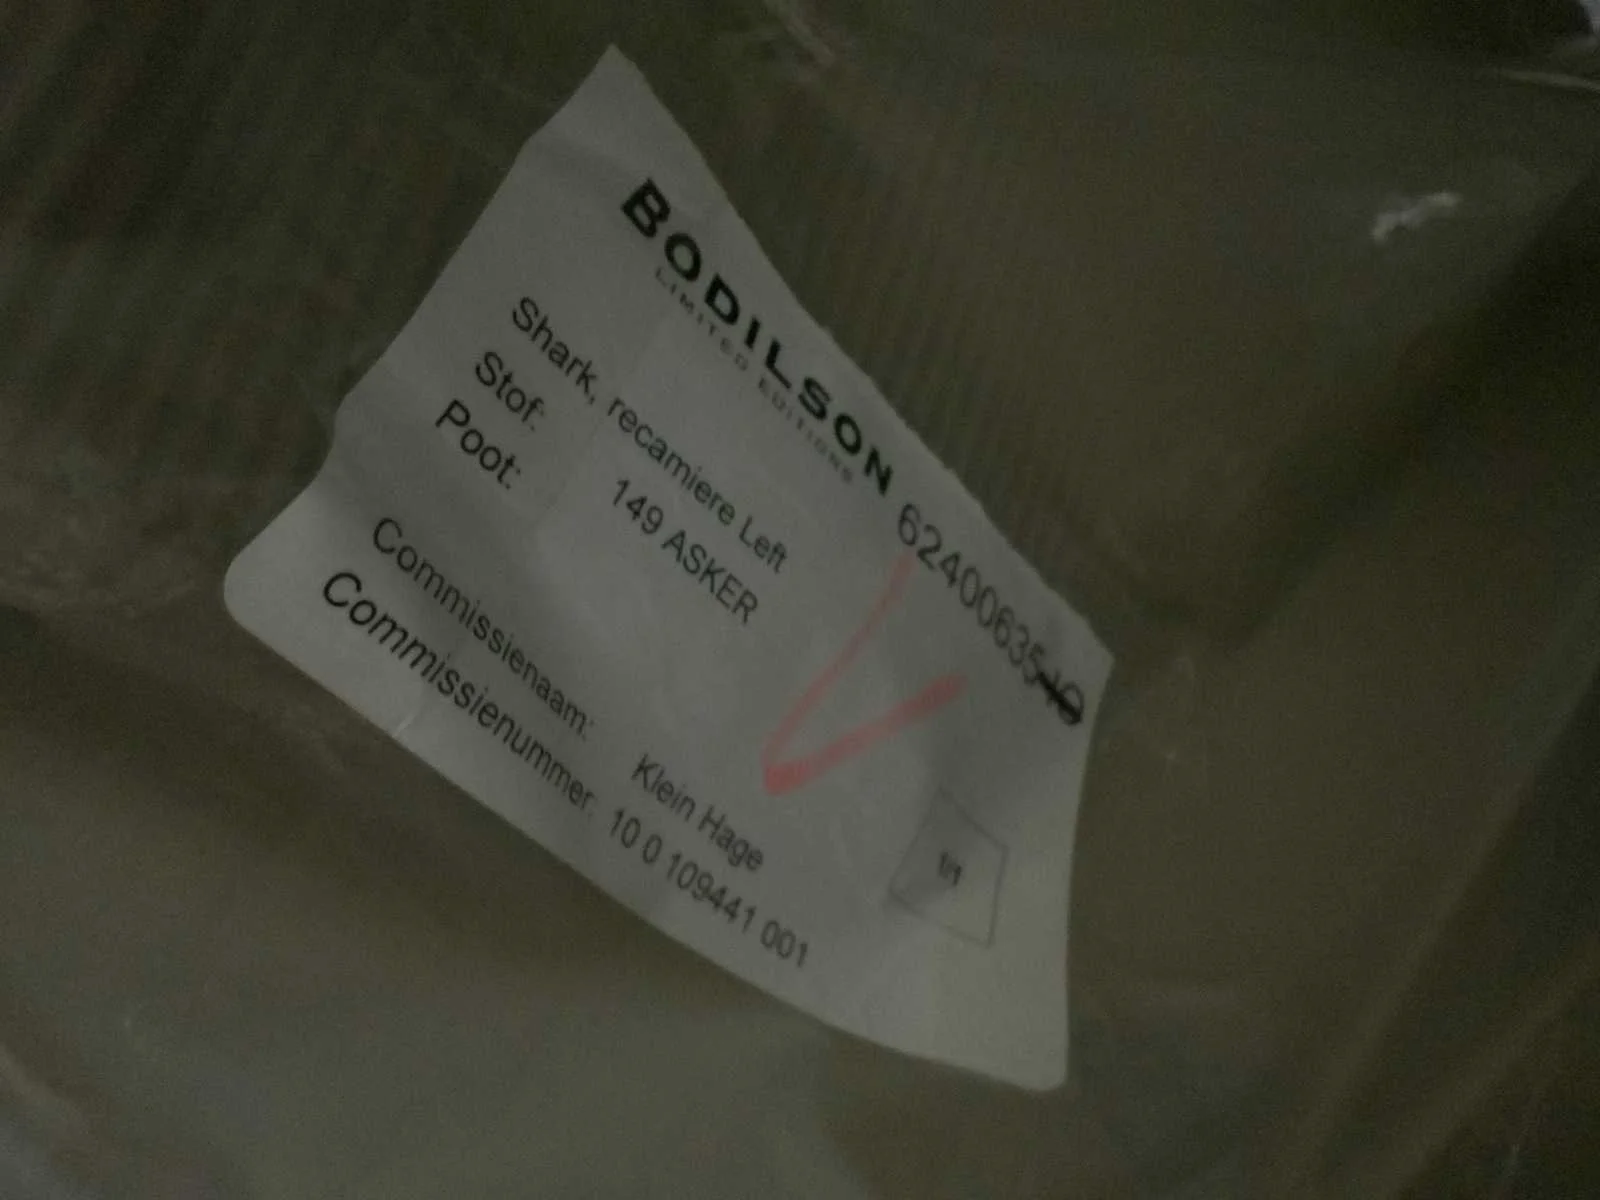 BODILSON 62400635
LIMITED EDITIONS
Shark, recamiere Left
Stof: 149 ASKER
Poot:
Commissienaam: Klein Hage
Commissienummer: 10 0 109441 001
1/1